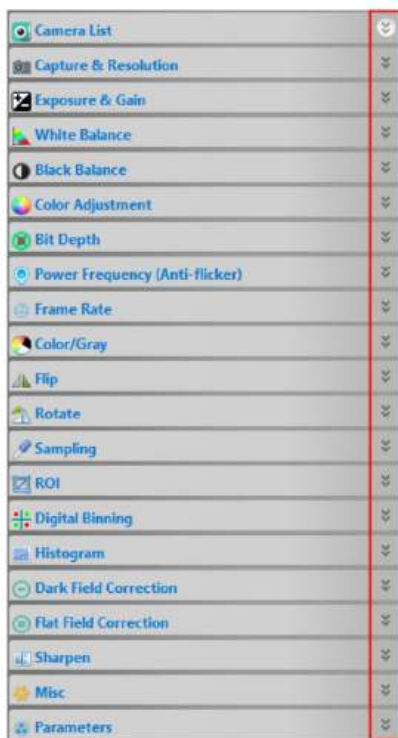 Camera List
Capture & Resolution
Exposure & Gain
White Balance
Black Balance
Color Adjustment
Bit Depth
Power Frequency (Anti-flicker)
Frame Rate
Color/Gray
Flip
Rotate
Sampling
ROI
Digital Binning
Histogram
Dark Field Correction
Flat Field Correction
Sharpen
Misc
Parameters